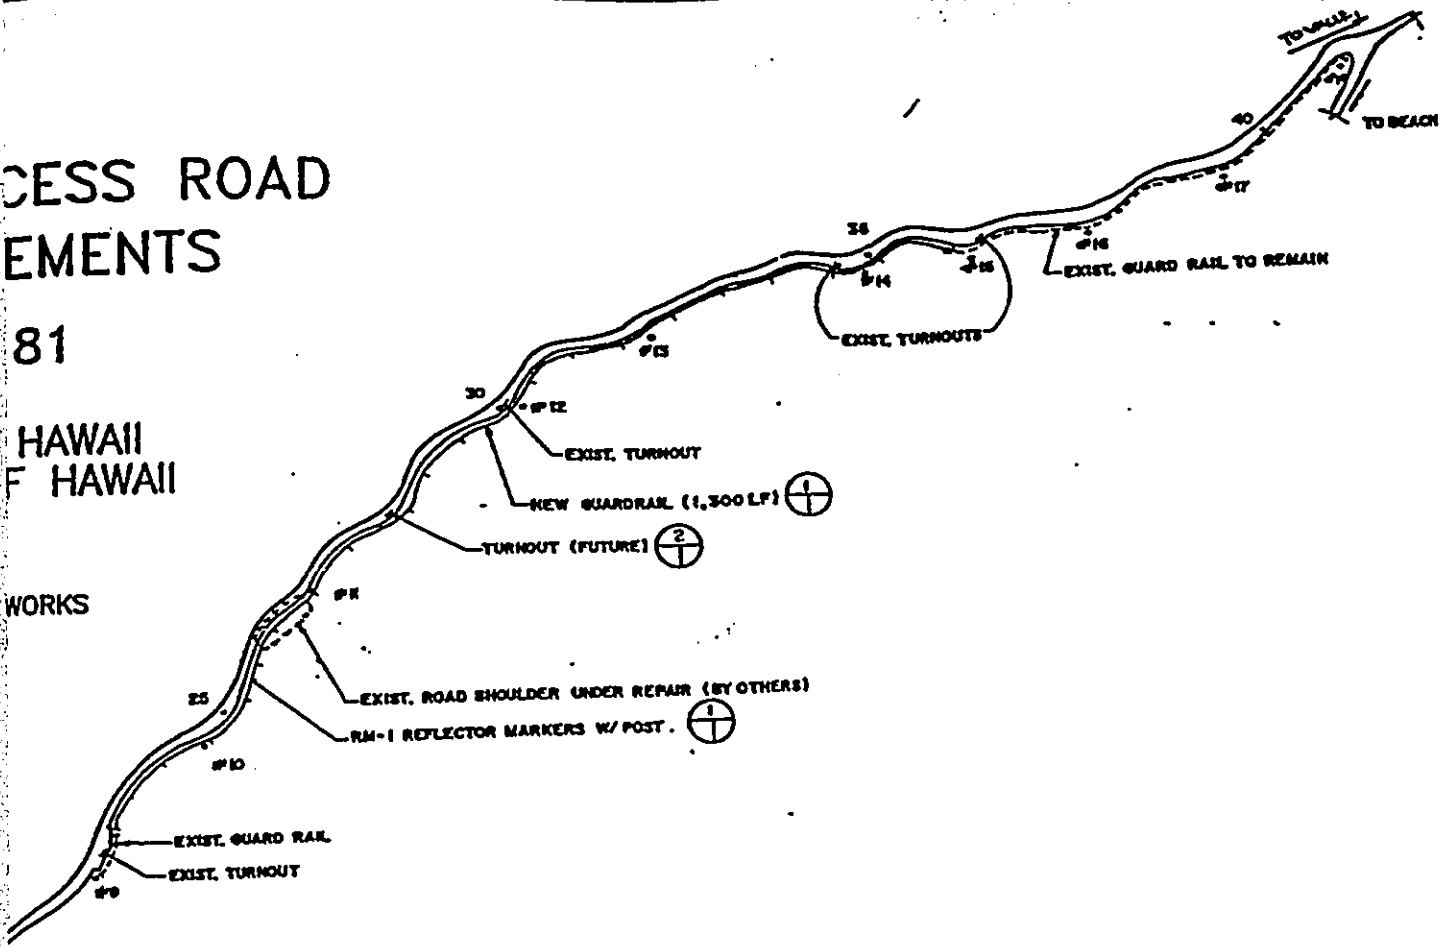 CESS ROAD
EMENTS
81
HAWAII
F HAWAII
WORKS
TO VALLEY
TO BEACH
40
#17
#16
EXIST. GUARD RAIL TO REMAIN
#15
#14
EXIST. TURNOUTS
#13
30
#12
EXIST. TURNOUT
NEW GUARDRAIL (1,300 LF)
1
1
TURNOUT (FUTURE)
2
1
EXIST. ROAD SHOULDER UNDER REPAIR (BY OTHERS)
25
RM-1 REFLECTOR MARKERS W/ POST.
1
1
#10
EXIST. GUARD RAIL
EXIST. TURNOUT
#9